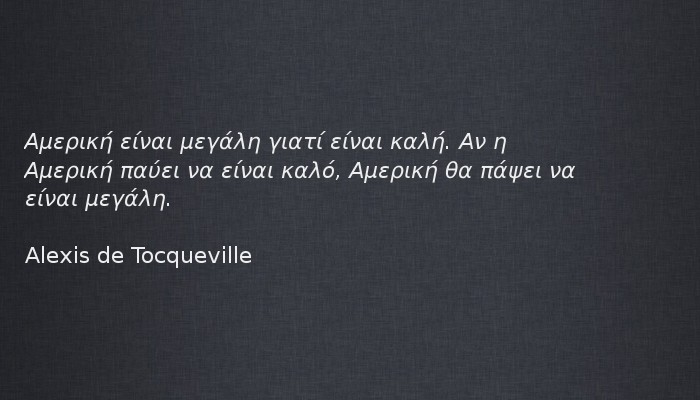 Αμερική είναι μεγάλη γιατί είναι καλή. Αν η
Αμερική παύει να είναι καλό, Αμερική θα πάψει να
είναι μεγάλη.
Alexis de Tocqueville